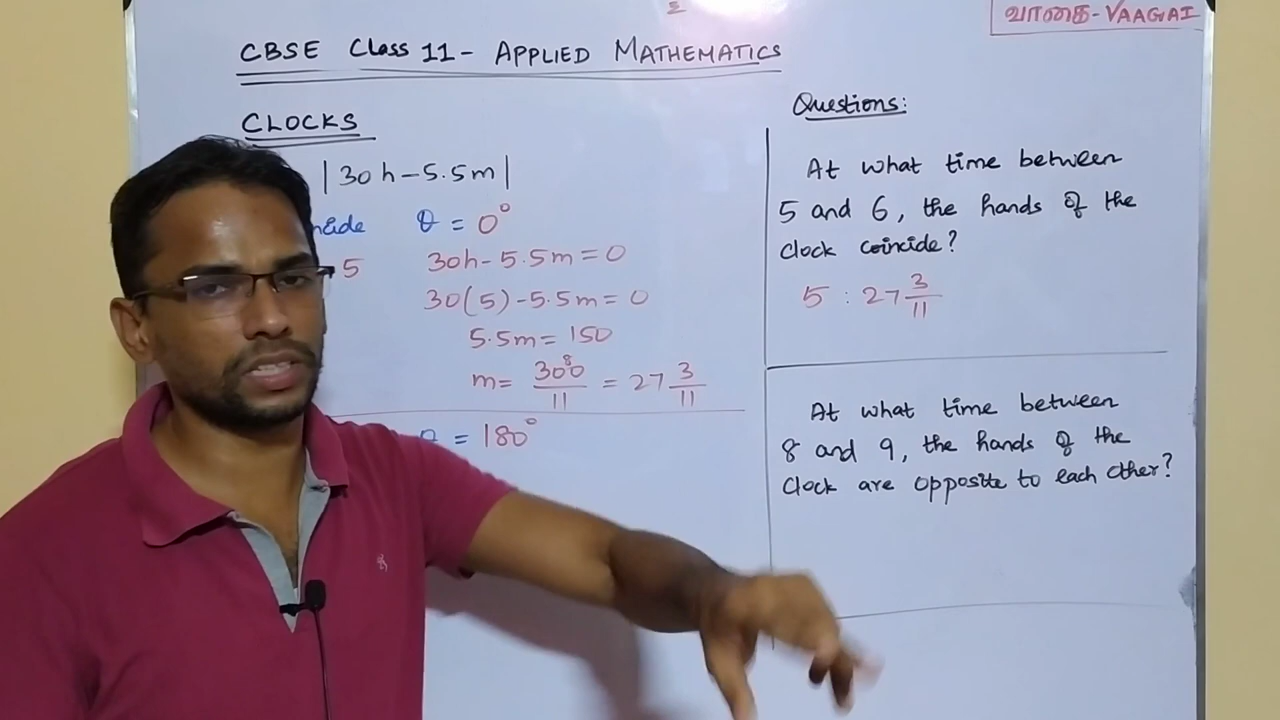 வாகை-VAAGAI
CBSE Class 11 - APPLIED MATHEMATICS
CLOCKS
|30h-5.5m|
θ = 0°
5 30h-5.5m=0
30(5)-5.5m=0
5.5m=150
m= 300/11 = 27 3/11
8
θ = 180°
Questions:
At what time between
5 and 6, the hands of the
clock coincide?
5 : 27 3/11
At what time between
8 and 9, the hands of the
clock are opposite to each other?